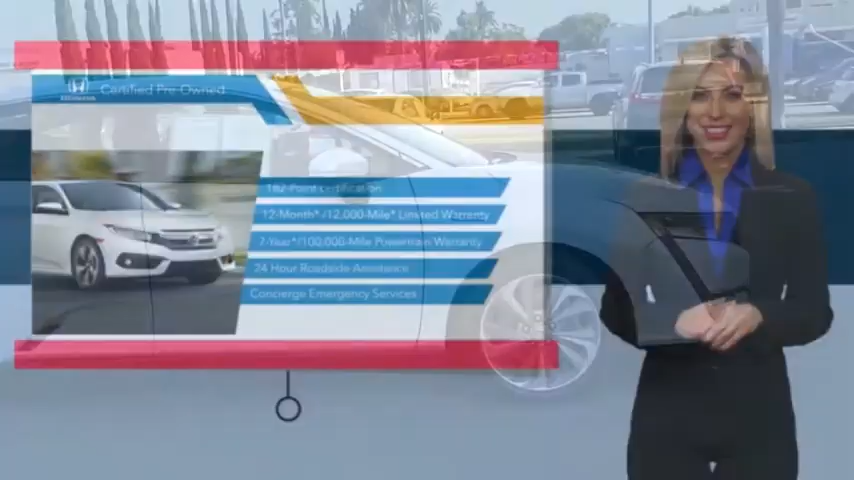 HONDA
Certified Pre-Owned
182-Point Certification
12-Month* /12,000-Mile* Limited Warranty
7-Year* /100,000-Mile Powertrain Warranty
24 Hour Roadside Assistance
Concierge Emergency Services